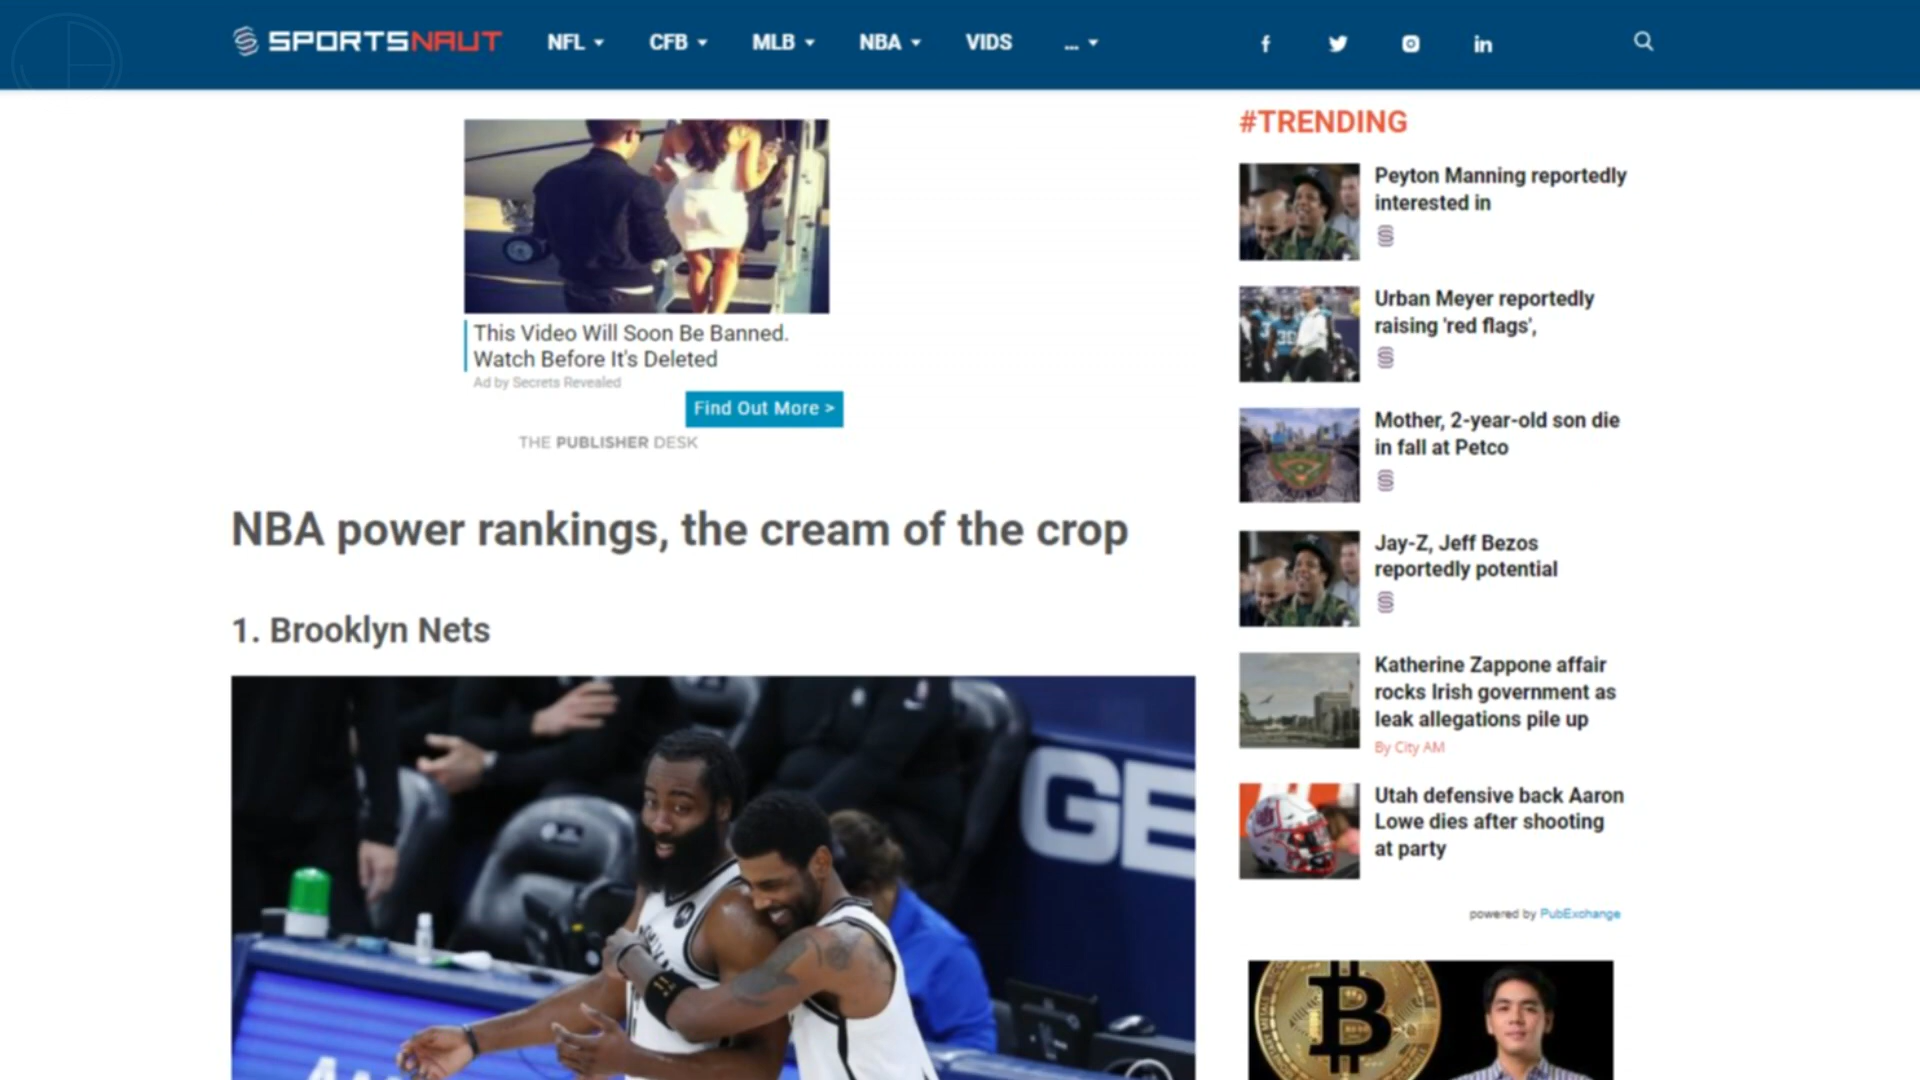 SPORTSNAUT
NFL
CFB
MLB
NBA
VIDS
...
f
in
This Video Will Soon Be Banned.
Watch Before It's Deleted
Ad by Secrets Revealed
Find Out More >
THE PUBLISHER DESK
NBA power rankings, the cream of the crop
1. Brooklyn Nets
GE
#TRENDING
Peyton Manning reportedly
interested in
Urban Meyer reportedly
raising 'red flags',
Mother, 2-year-old son die
in fall at Petco
Jay-Z, Jeff Bezos
reportedly potential
Katherine Zappone affair
rocks Irish government as
leak allegations pile up
By City AM
Utah defensive back Aaron
Lowe dies after shooting
at party
powered by PubExchange